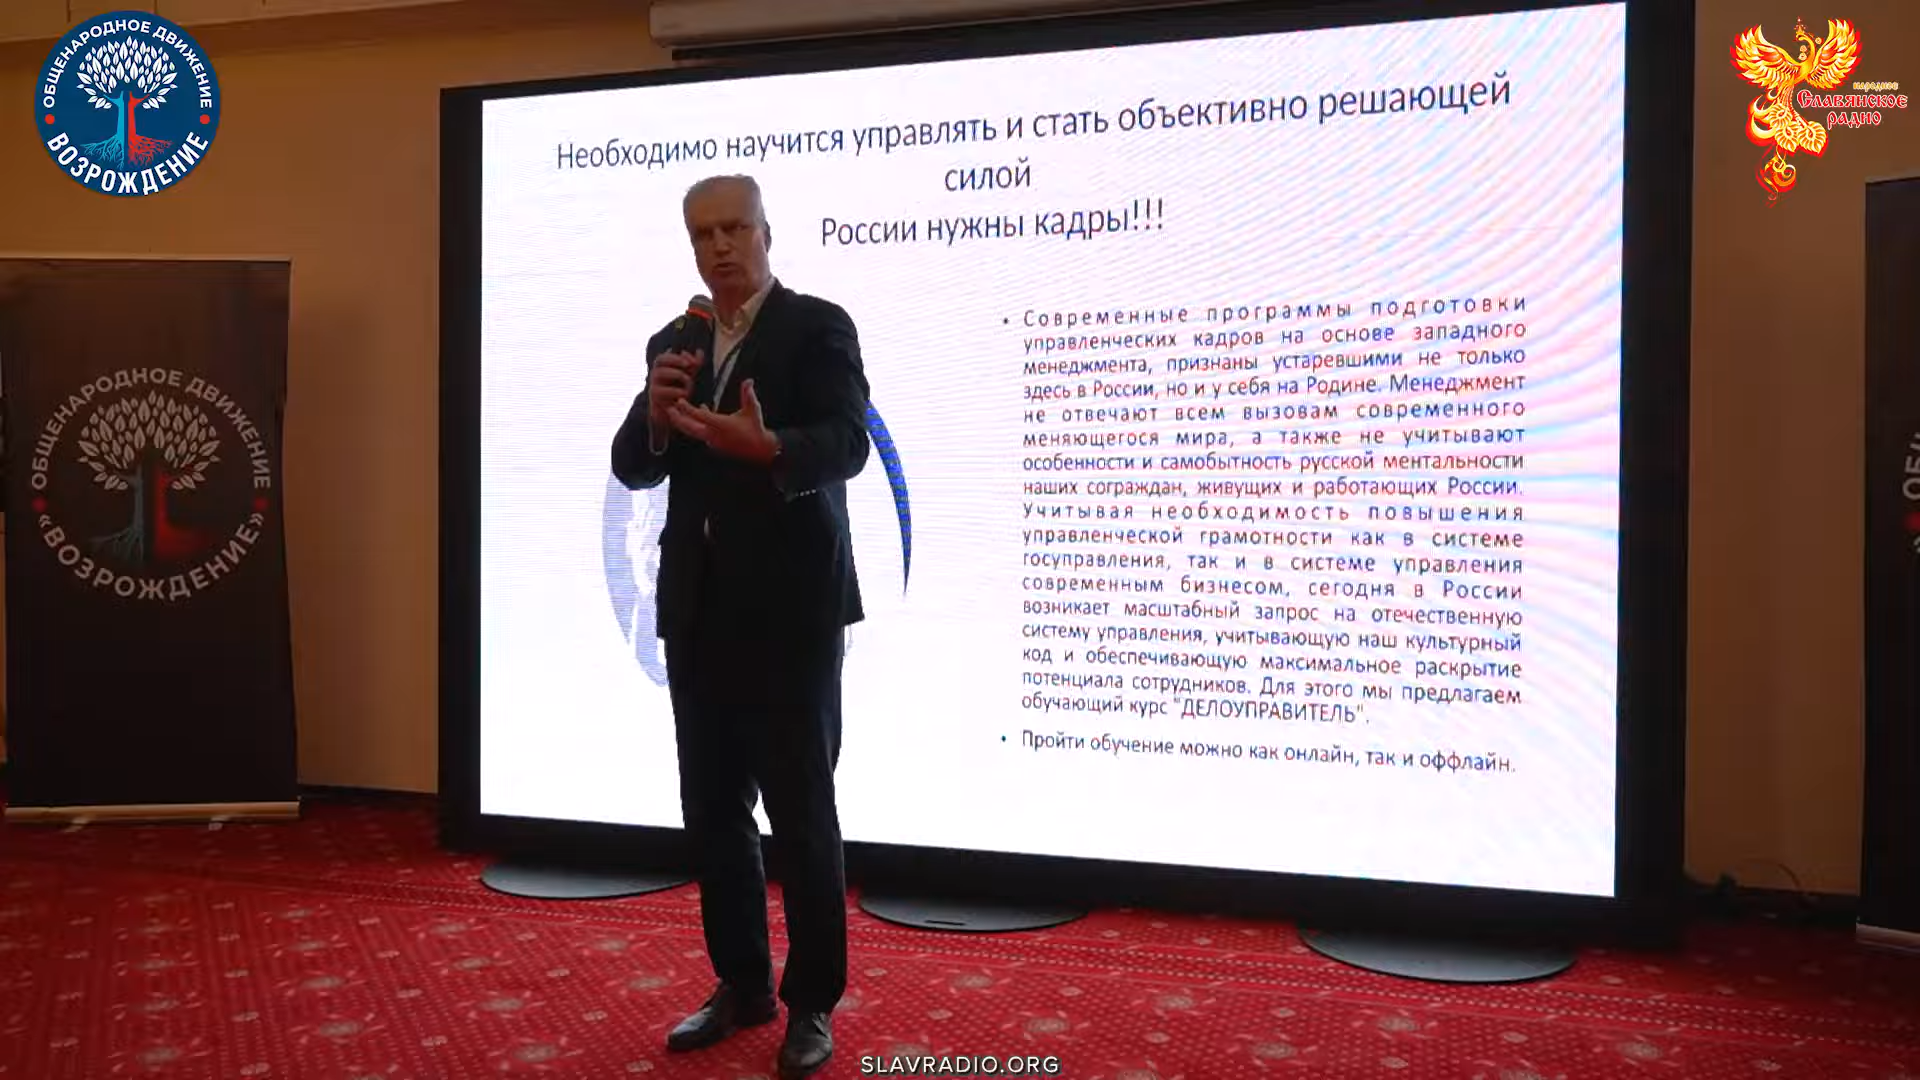 ОБЩЕНАРОДНОЕ ДВИЖЕНИЕ
ВОЗРОЖДЕНИЕ
народное
Славянское
радио
Необходимо научится управлять и стать объективно решающей
силой
России нужны кадры!!!
• Современные программы подготовки
управленческих кадров на основе западного
менеджмента, признаны устаревшими не только
здесь в России, но и у себя на Родине. Менеджмент
не отвечают всем вызовам современного
меняющегося мира, а также не учитывают
особенности и самобытность русской ментальности
наших сограждан, живущих и работающих России.
Учитывая необходимость повышения
управленческой грамотности как в системе
госуправления, так и в системе управления
современным бизнесом, сегодня в России
возникает масштабный запрос на отечественную
систему управления, учитывающую наш культурный
код и обеспечивающую максимальное раскрытие
потенциала сотрудников. Для этого мы предлагаем
обучающий курс "ДЕЛОУПРАВИТЕЛЬ".
• Пройти обучение можно как онлайн, так и оффлайн.
ОБЩЕНАРОДНОЕ ДВИЖЕНИЕ
«ВОЗРОЖДЕНИЕ»
SLAVRADIO.ORG